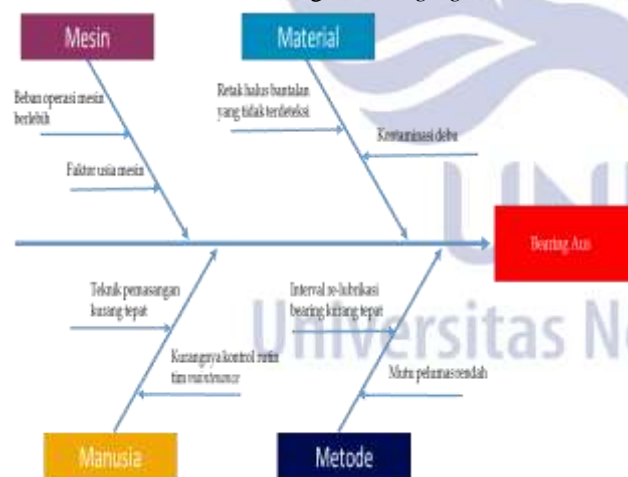 Mesin
Material
Beban operasi mesin
berlebih
Retak halus bantalan
yang tidak terdeteksi
Kontaminasi debu
Faktor usia mesin
Bearing Aus
Teknik pemasangan
kurang tepat
Interval re-lubrikasi
bearing kurang tepat
Kurangnya kontrol rutin
tim maintenance
Mutu pelumas rendah
Manusia
Metode
Universitas